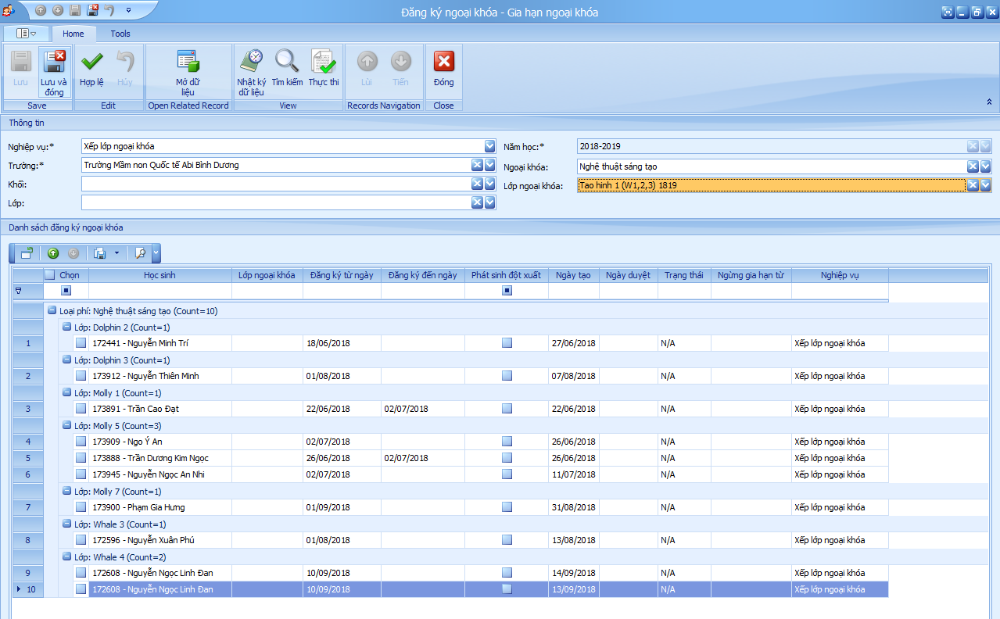 Đăng ký ngoại khóa - Gia hạn ngoại khóa
Home Tools
Lưu Lưu và đóng Hợp lệ Hủy Mở dữ liệu Nhật ký dữ liệu Tìm kiếm Thực thi Lùi Tiến Đóng
Save Edit Open Related Record View Records Navigation Close
Thông tin
Nghiệp vụ:* Xếp lớp ngoại khóa Năm học:* 2018-2019
Trường:* Trường Mầm non Quốc tế Abi Bình Dương Ngoại khóa: Nghệ thuật sáng tạo
Khối: Lớp ngoại khóa: Tao hinh 1 (W1,2,3) 1819
Lớp:
Danh sách đăng ký ngoại khóa
Chọn Học sinh Lớp ngoại khóa Đăng ký từ ngày Đăng ký đến ngày Phát sinh đột xuất Ngày tạo Ngày duyệt Trạng thái Ngừng gia hạn từ Nghiệp vụ
Loại phí: Nghệ thuật sáng tạo (Count=10)
Lớp: Dolphin 2 (Count=1)
1 172441 - Nguyễn Minh Trí 18/06/2018 27/06/2018 N/A Xếp lớp ngoại khóa
Lớp: Dolphin 3 (Count=1)
2 173912 - Nguyễn Thiên Minh 01/08/2018 07/08/2018 N/A Xếp lớp ngoại khóa
Lớp: Molly 1 (Count=1)
3 173891 - Trần Cao Đạt 22/06/2018 02/07/2018 22/06/2018 N/A Xếp lớp ngoại khóa
Lớp: Molly 5 (Count=3)
4 173909 - Ngo Ý An 02/07/2018 26/06/2018 N/A Xếp lớp ngoại khóa
5 173888 - Trần Dương Kim Ngọc 26/06/2018 02/07/2018 26/06/2018 N/A Xếp lớp ngoại khóa
6 173945 - Nguyễn Ngọc An Nhi 02/07/2018 11/07/2018 N/A Xếp lớp ngoại khóa
Lớp: Molly 7 (Count=1)
7 173900 - Phạm Gia Hưng 01/09/2018 31/08/2018 N/A Xếp lớp ngoại khóa
Lớp: Whale 3 (Count=1)
8 172596 - Nguyễn Xuân Phú 01/08/2018 13/08/2018 N/A Xếp lớp ngoại khóa
Lớp: Whale 4 (Count=2)
9 172608 - Nguyễn Ngọc Linh Đan 10/09/2018 14/09/2018 N/A Xếp lớp ngoại khóa
10 172608 - Nguyễn Ngọc Linh Đan 10/09/2018 13/09/2018 N/A Xếp lớp ngoại khóa